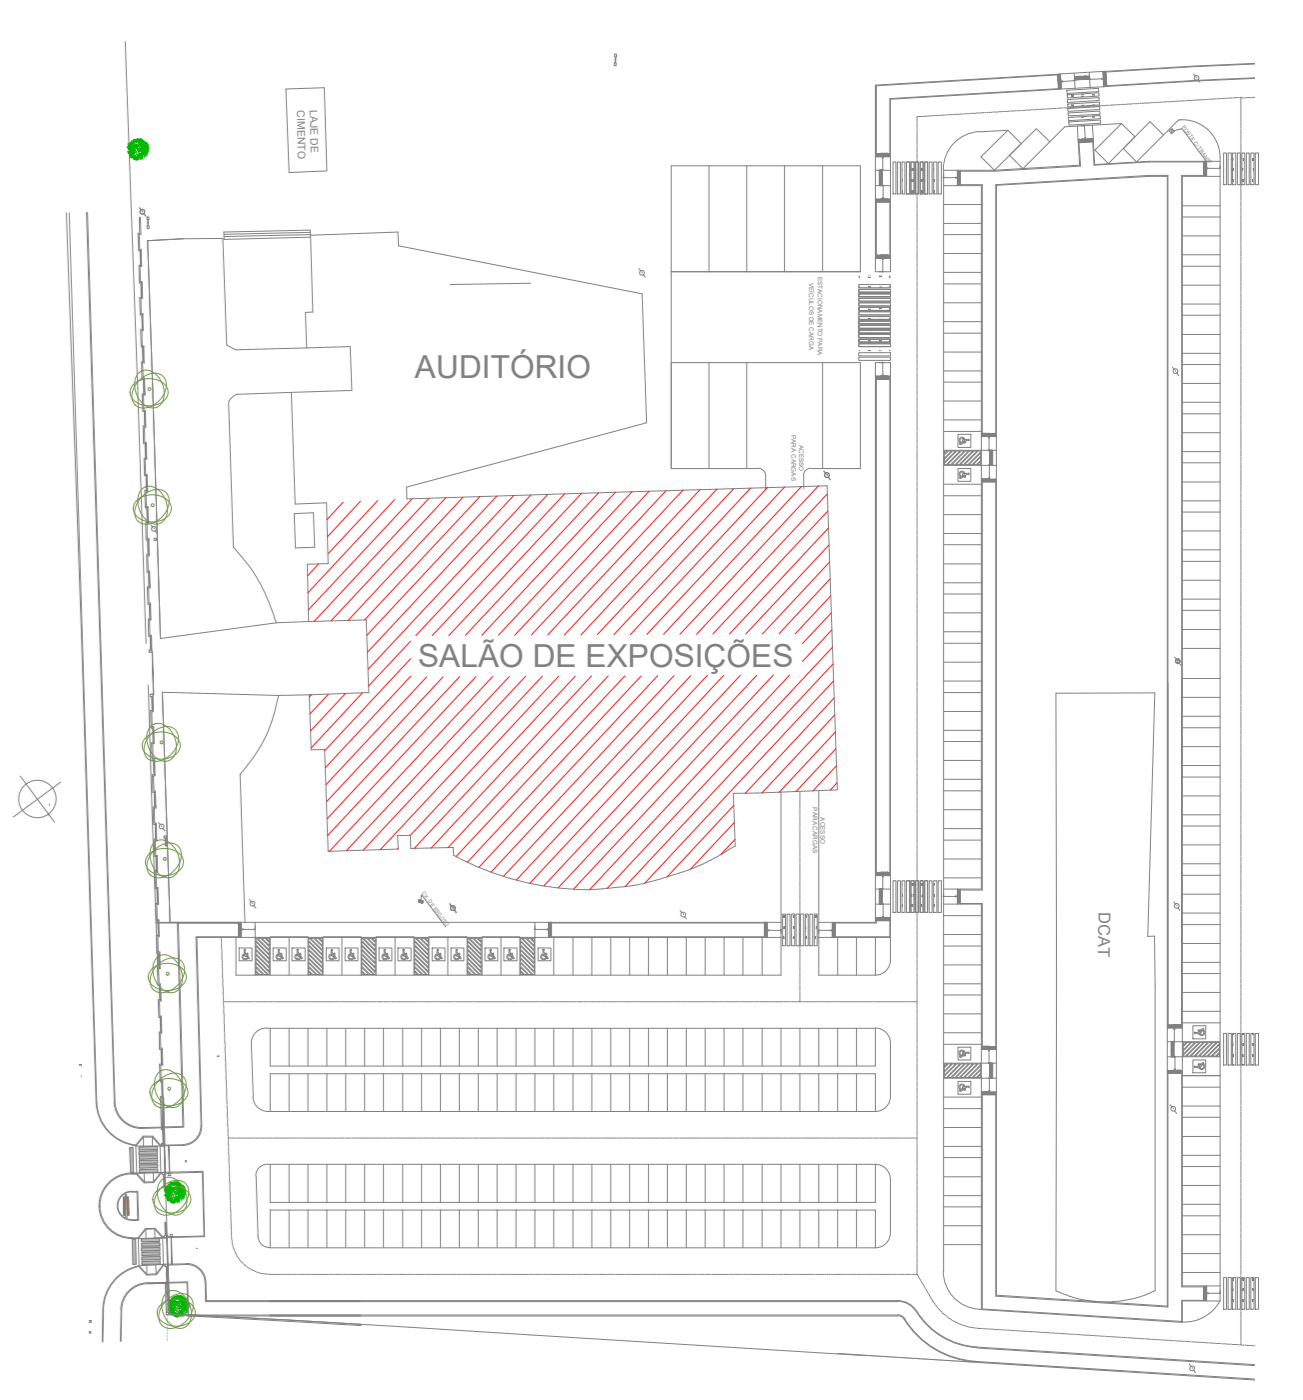 LAJE DE
CIMENTO
AUDITÓRIO
ESTACIONAMENTO PARA
VEÍCULOS DE CARGA
ACESSO
PARA CARGAS
SALÃO DE EXPOSIÇÕES
ACESSO
PARA CARGAS
DCAT